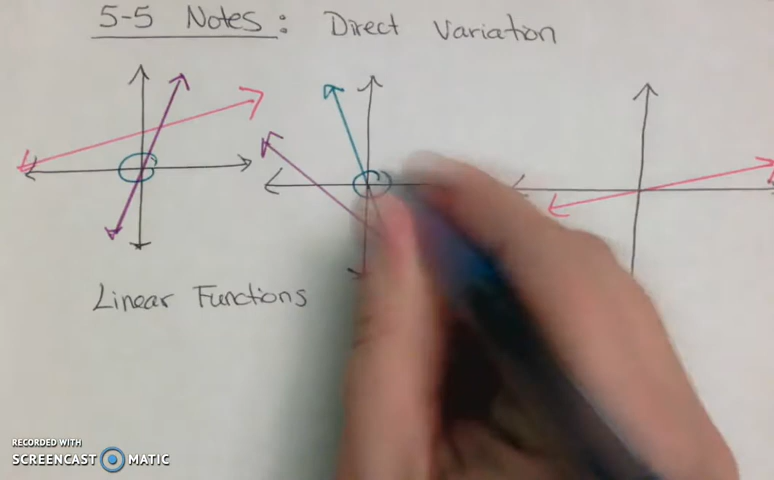 5-5 Notes: Direct Variation
Linear Functions
RECORDED WITH
SCREENCAST MATIC